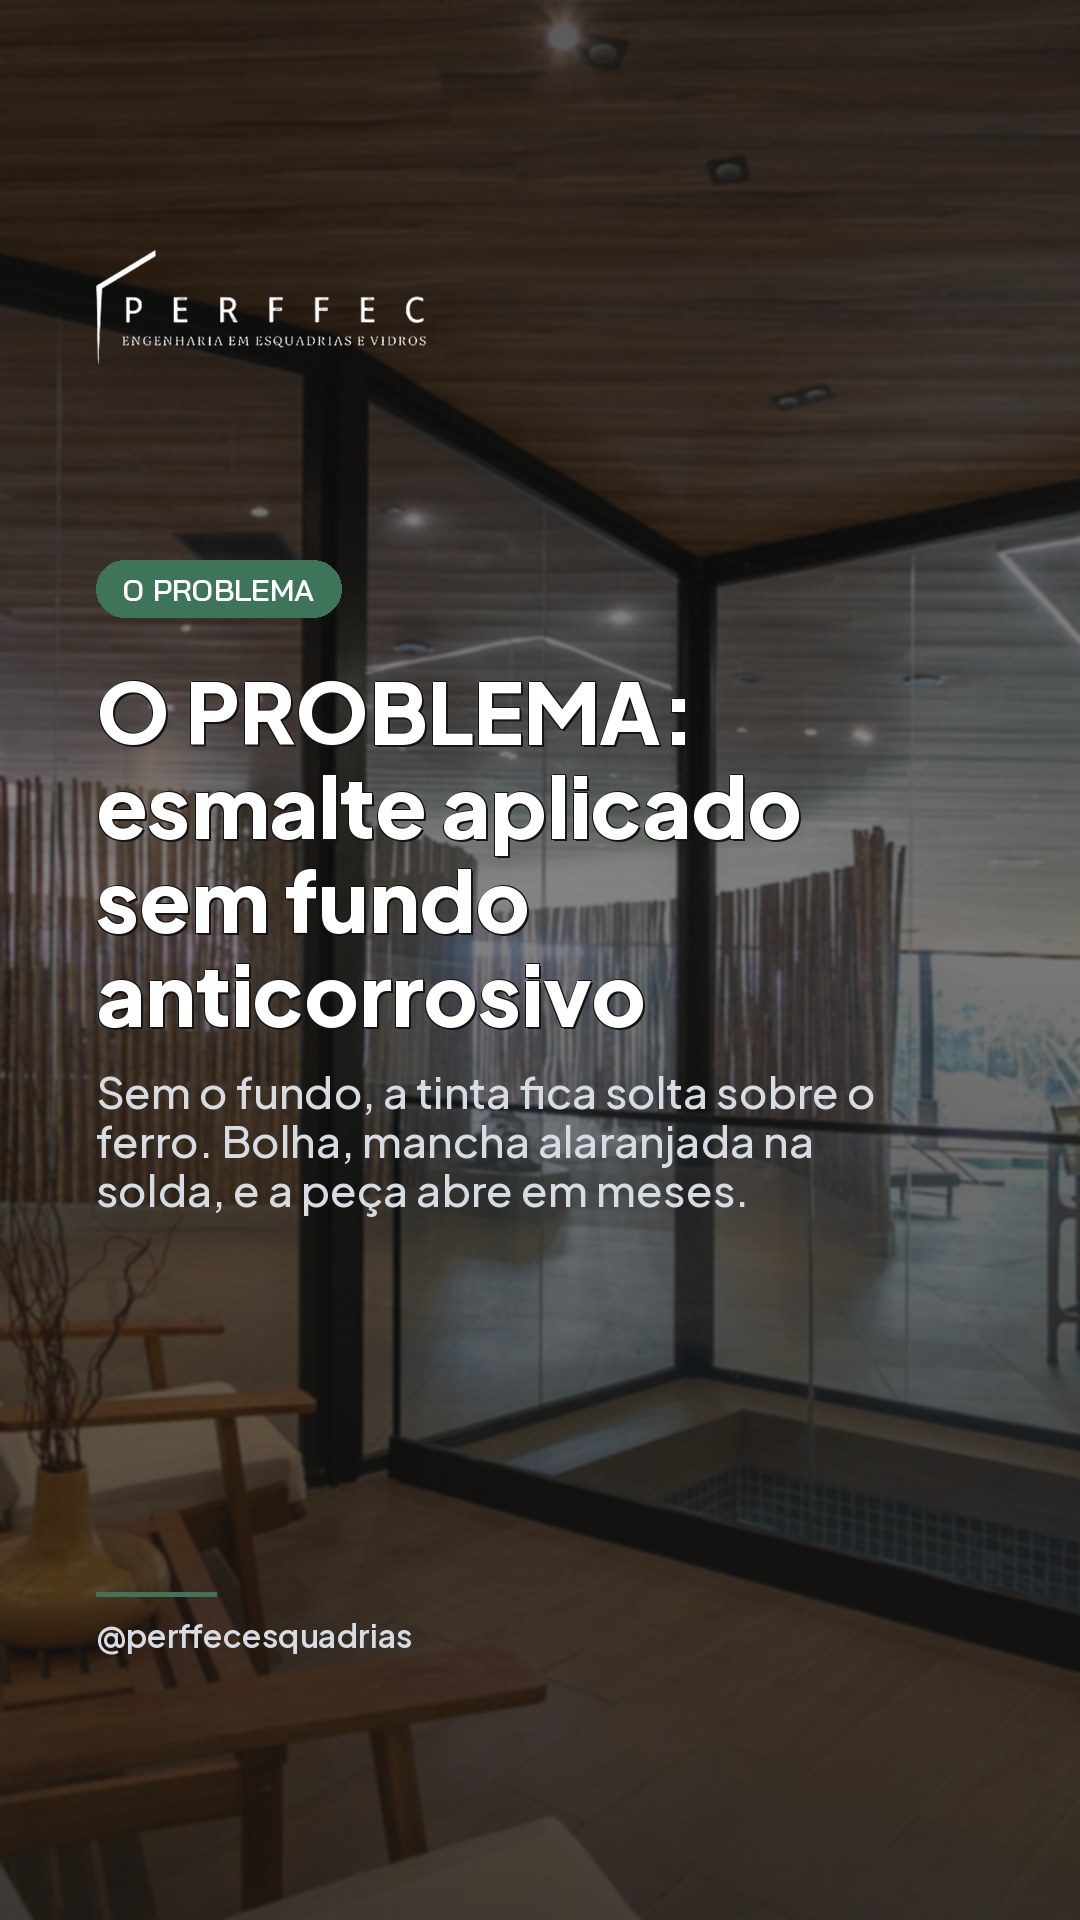 PERFFEC
ENGENHARIA EM ESQUADRIAS E VIDROS
O PROBLEMA
O PROBLEMA:
esmalte aplicado
sem fundo
anticorrosivo
Sem o fundo, a tinta fica solta sobre o
ferro. Bolha, mancha alaranjada na
solda, e a peça abre em meses.
@perffecesquadrias